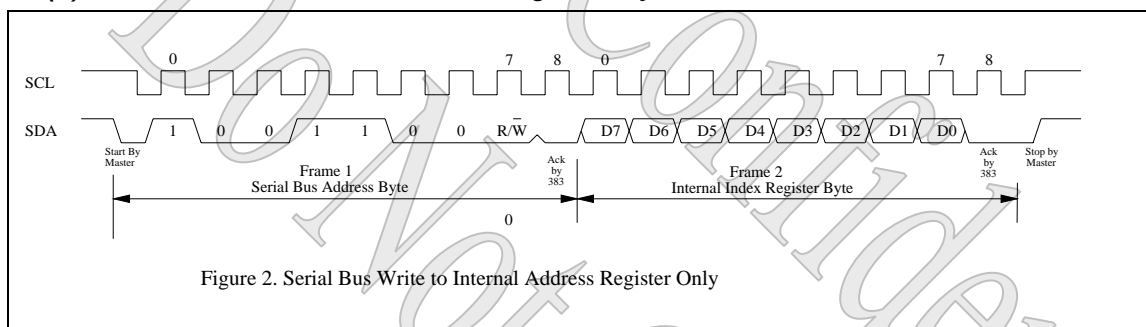 0 7 8 0 7 8
SCL
SDA 1 0 0 1 1 0 0 R/W D7 D6 D5 D4 D3 D2 D1 D0
Start By Master
Ack by 383
Ack by 383
Stop by Master
Frame 1
Serial Bus Address Byte
Frame 2
Internal Index Register Byte
0
Figure 2. Serial Bus Write to Internal Address Register Only